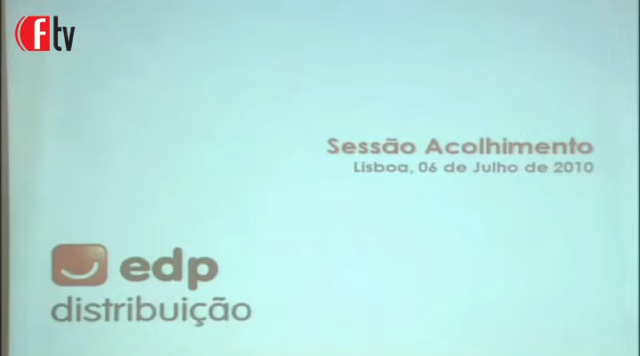 ftv
Sessão Acolhimento
Lisboa, 06 de Julho de 2010
edp
distribuição